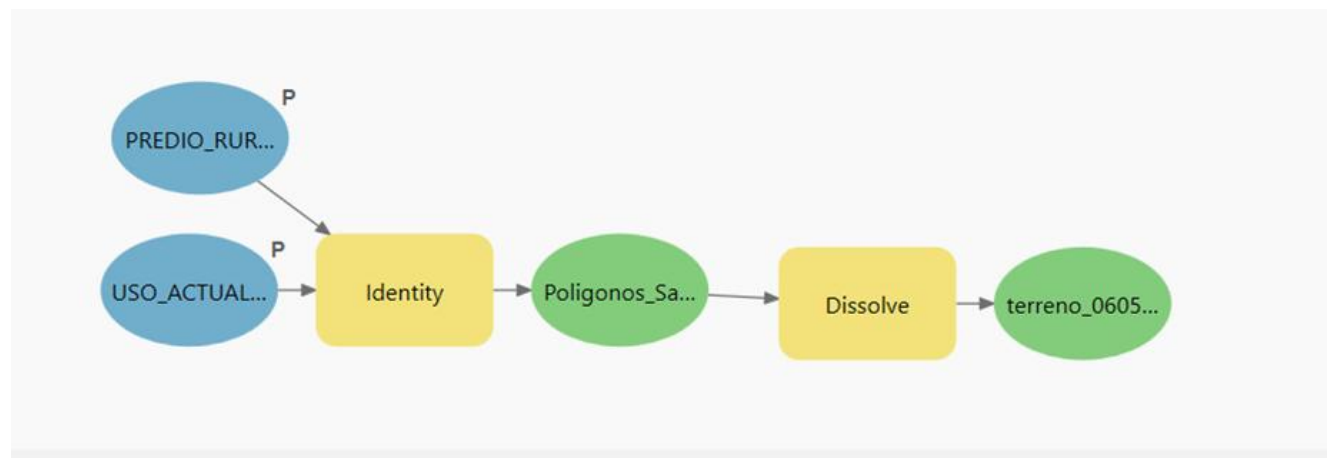 P
PREDIO_RUR...
P
USO_ACTUAL...
Identity
Poligonos_Sa...
Dissolve
terreno_0605...